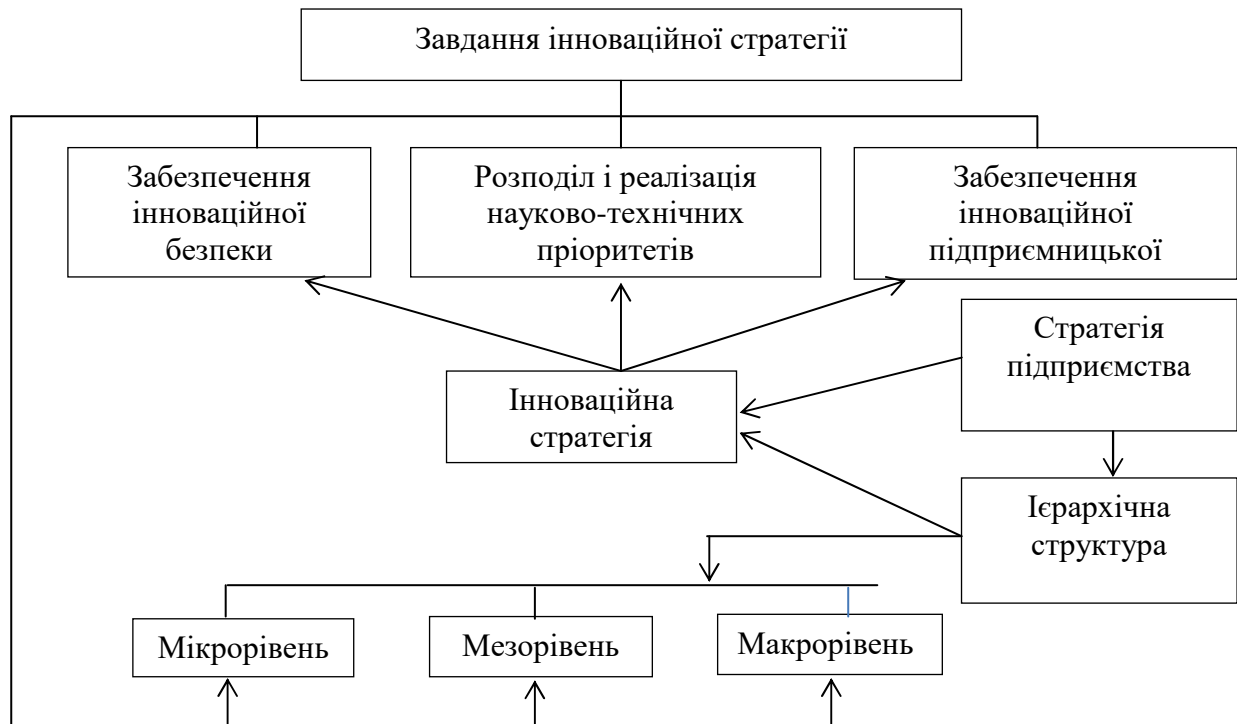 Завдання інноваційної стратегії
Забезпечення
інноваційної
безпеки
Розподіл і реалізація
науково-технічних
пріоритетів
Забезпечення
інноваційної
підприємницької
Стратегія
підприємства
Інноваційна
стратегія
Ієрархічна
структура
Мікрорівень
Мезорівень
Макрорівень